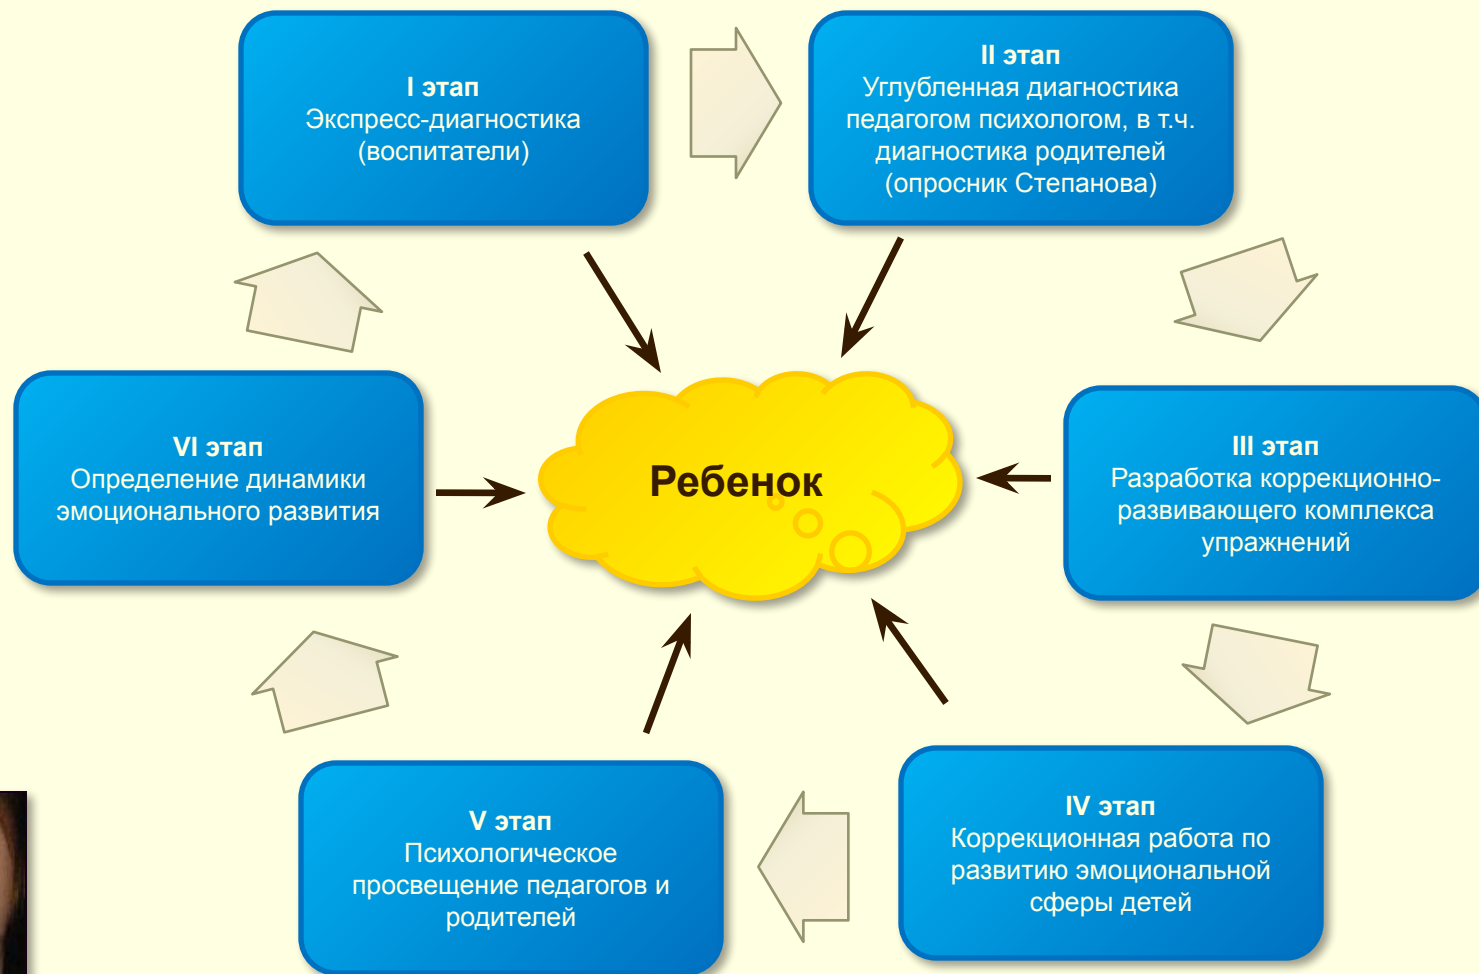 I этап
Экспресс-диагностика
(воспитатели)
II этап
Углубленная диагностика
педагогом психологом, в т.ч.
диагностика родителей
(опросник Степанова)
VI этап
Определение динамики
эмоционального развития
Ребенок
III этап
Разработка коррекционно-
развивающего комплекса
упражнений
V этап
Психологическое
просвещение педагогов и
родителей
IV этап
Коррекционная работа по
развитию эмоциональной
сферы детей